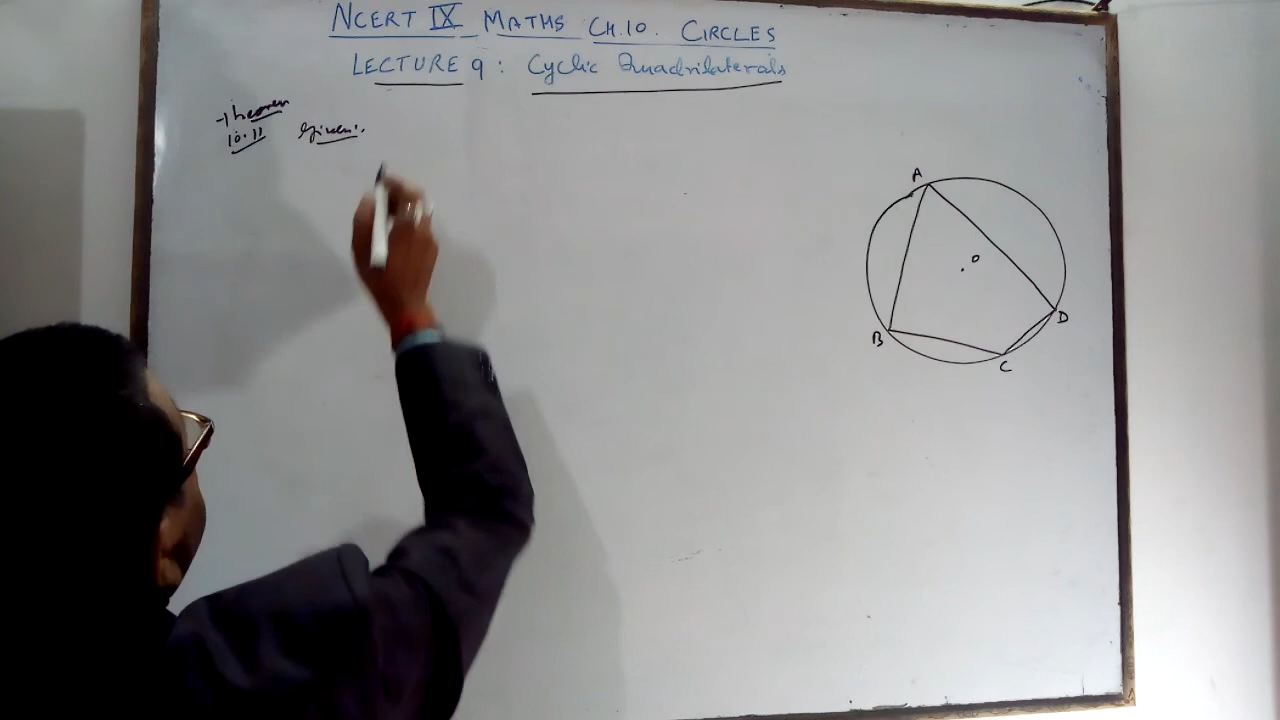 NCERT IX MATHS CH.10. CIRCLES
LECTURE 9: Cyclic Quadrilaterals
Theorem
10.11
Given:
A
O
D
B
C